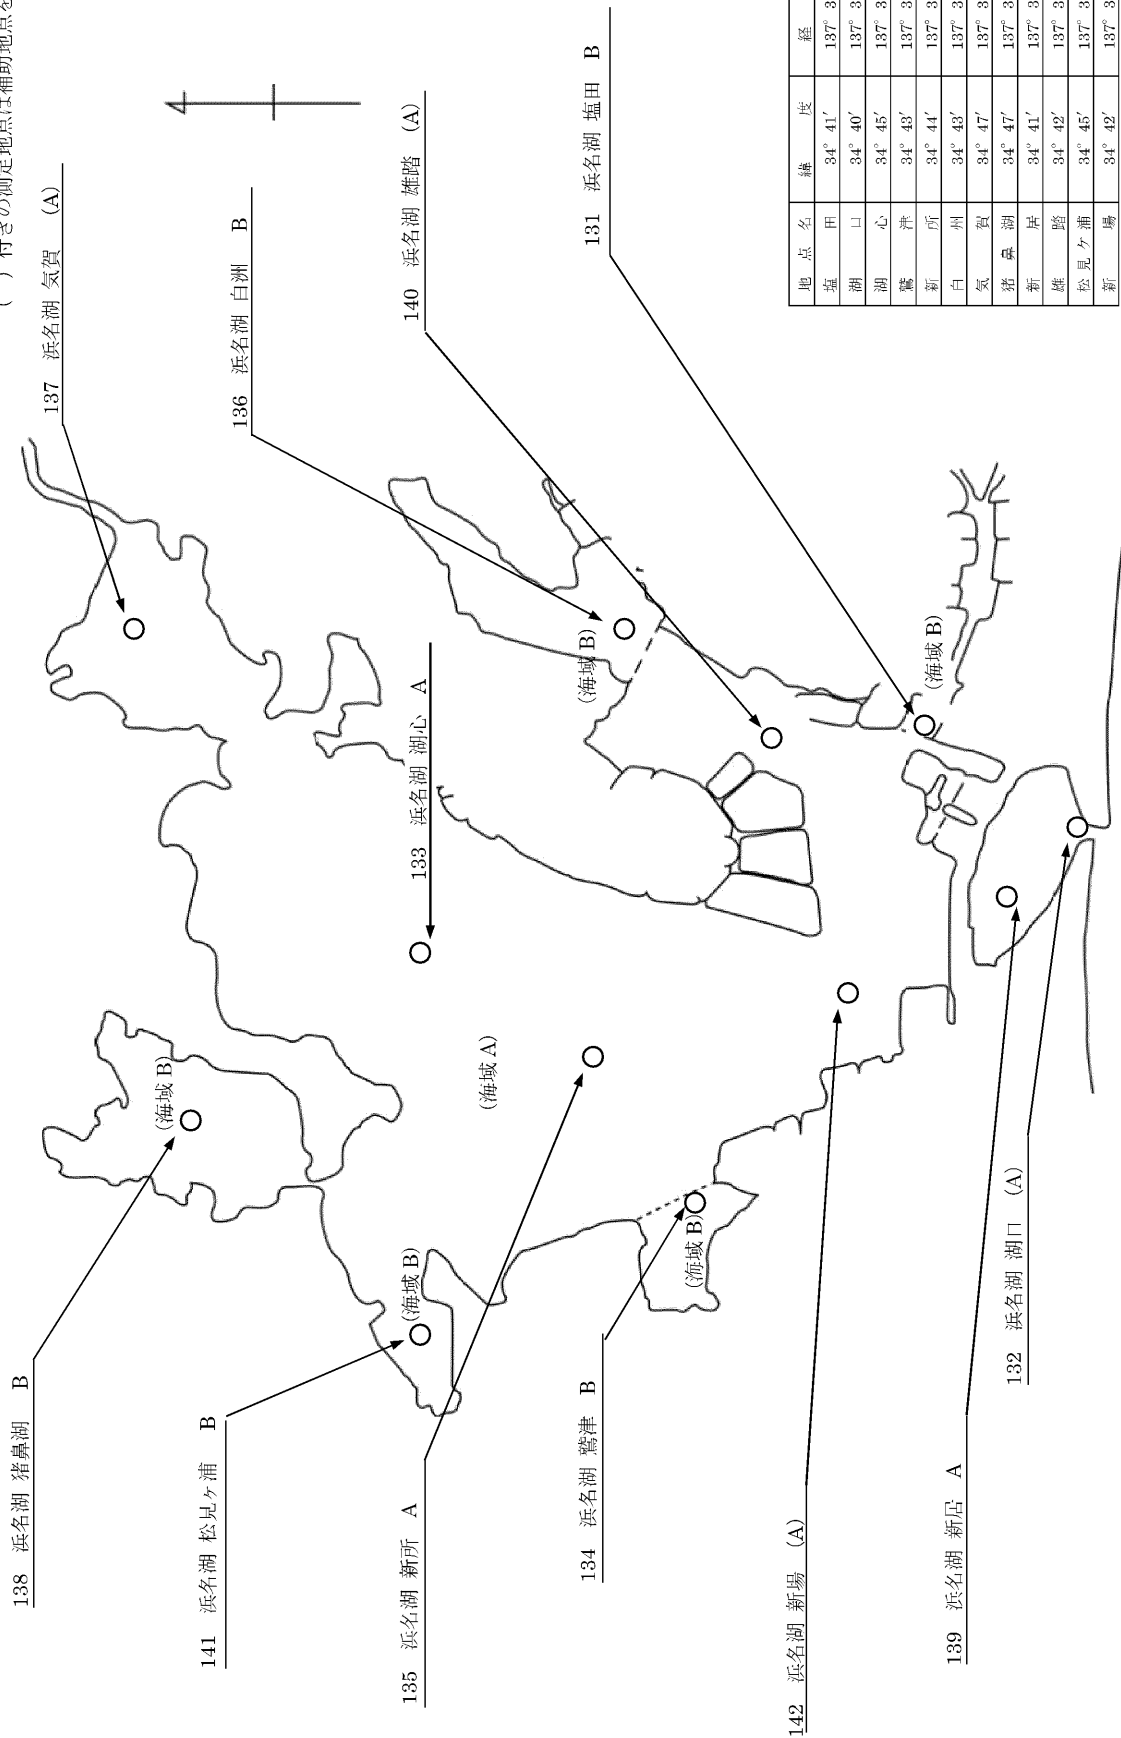 ( ) 付きの測定地点は補助地点を
137 浜名湖 気賀 (A)
136 浜名湖 白洲 B
140 浜名湖 雄踏 (A)
131 浜名湖 塩田 B
133 浜名湖 湖心 A
138 浜名湖 猪鼻湖 B
141 浜名湖 松見ヶ浦 B
135 浜名湖 新所 A
134 浜名湖 鷲津 B
142 浜名湖 新場 (A)
139 浜名湖 新居 A
132 浜名湖 湖口 (A)
(海域 B)
(海域 B)
(海域 A)
(海域 B)
(海域 B)
(海域 B)
地点名 緯度 経
塩田 34° 41′ 137° 3
湖口 34° 40′ 137° 3
湖心 34° 45′ 137° 3
鷲津 34° 43′ 137° 3
新所 34° 44′ 137° 3
白州 34° 43′ 137° 3
気賀 34° 47′ 137° 3
猪鼻湖 34° 47′ 137° 3
新居 34° 41′ 137° 3
雄踏 34° 42′ 137° 3
松見ケ浦 34° 45′ 137° 3
新場 34° 42′ 137° 3